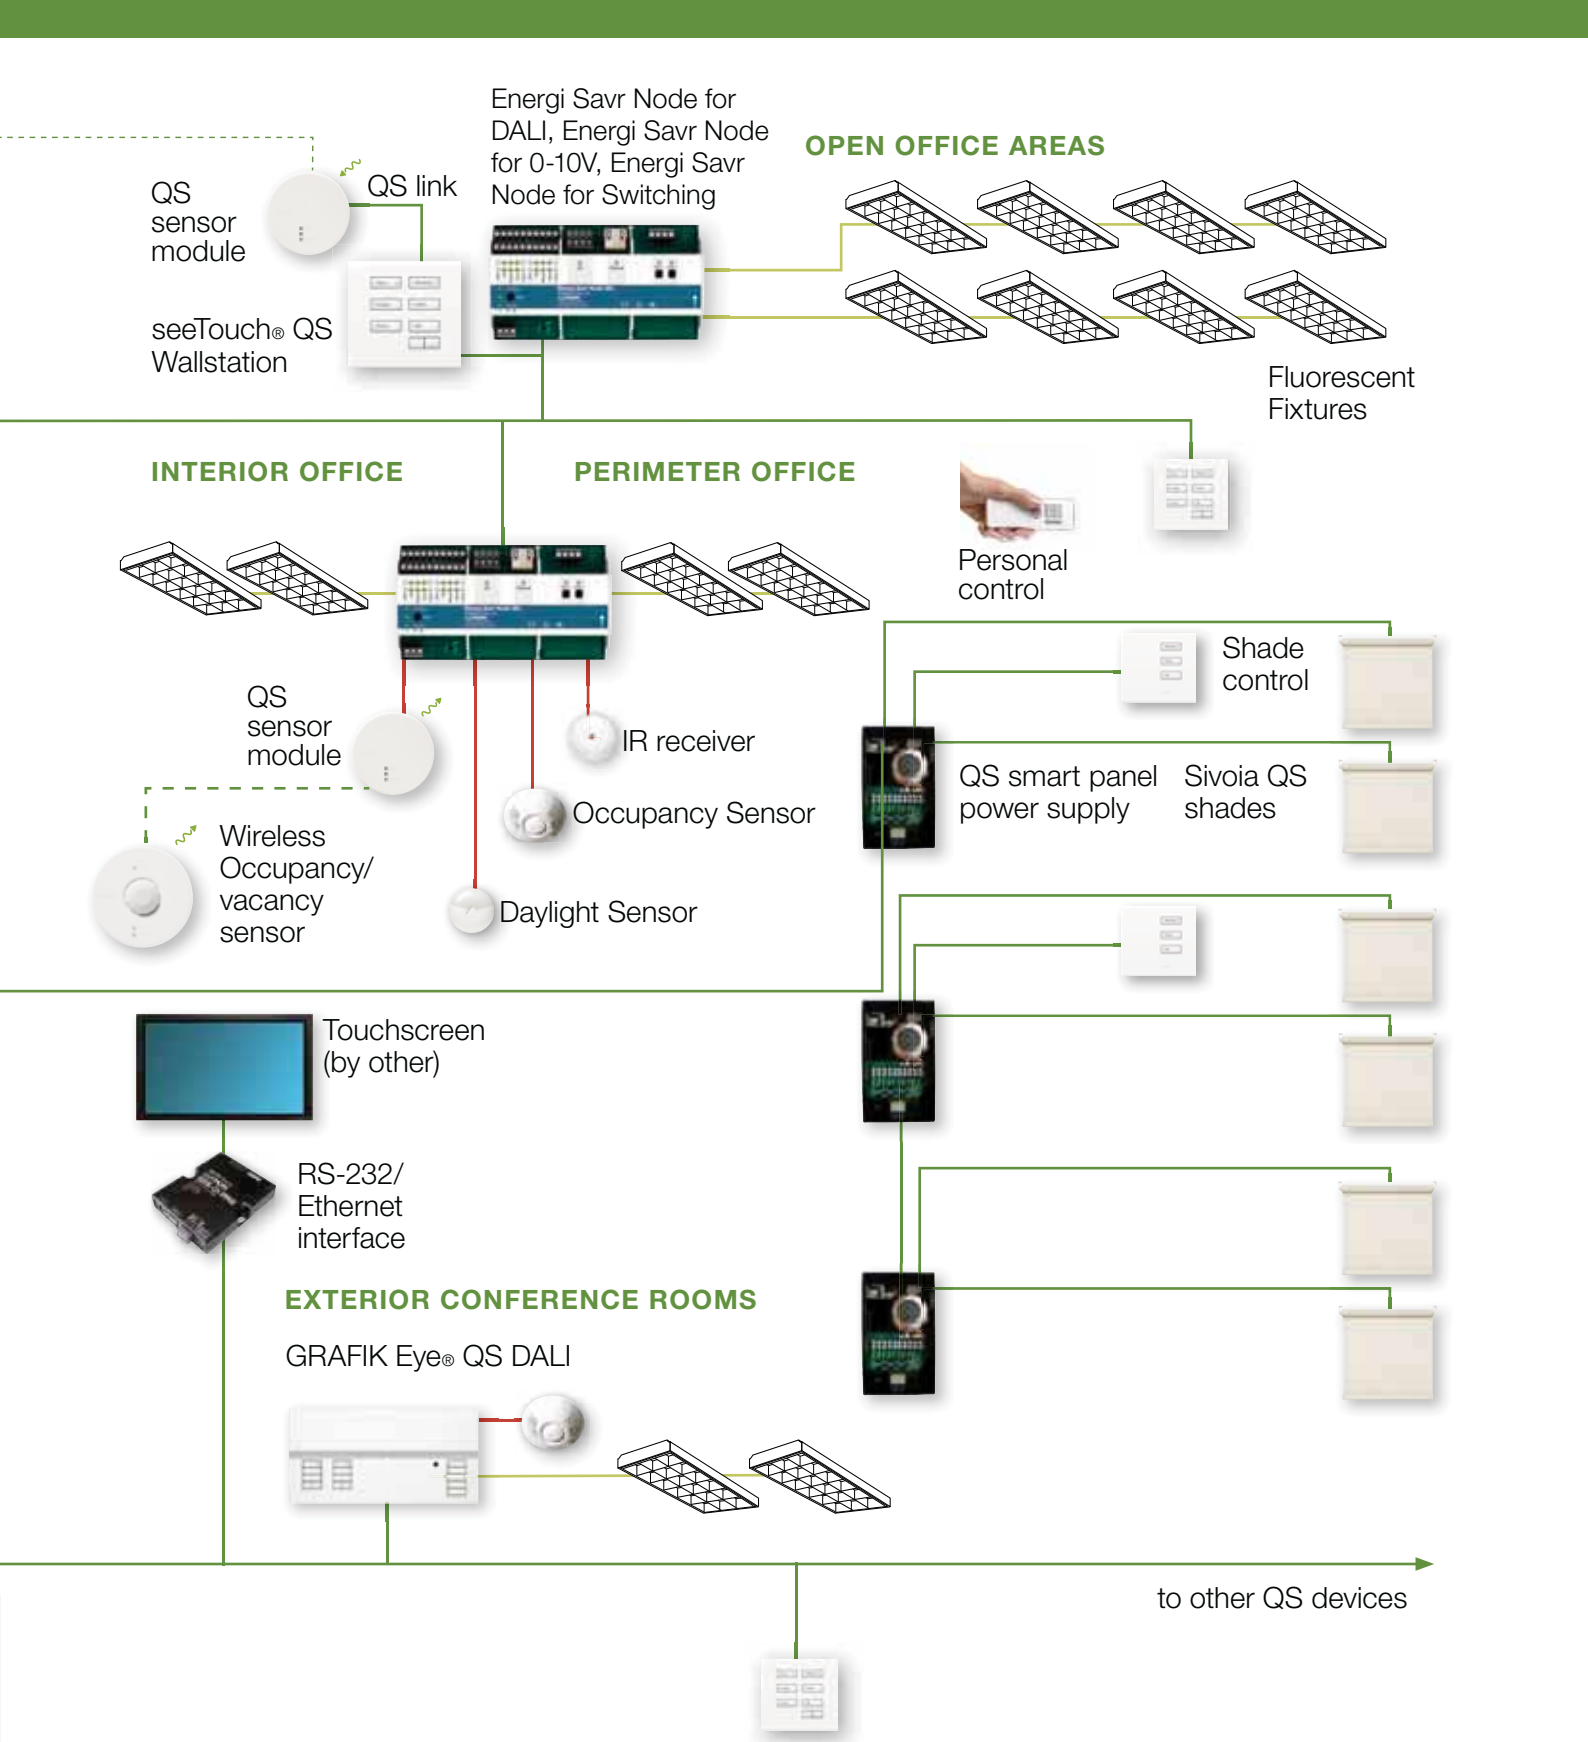 Energi Savr Node for
DALI, Energi Savr Node
for 0-10V, Energi Savr
Node for Switching
OPEN OFFICE AREAS
QS
sensor
module
QS link
seeTouch® QS
Wallstation
Fluorescent
Fixtures
INTERIOR OFFICE
PERIMETER OFFICE
Personal
control
Shade
control
QS
sensor
module
IR receiver
QS smart panel
power supply
Sivoia QS
shades
Occupancy Sensor
Wireless
Occupancy/
vacancy
sensor
Daylight Sensor
Touchscreen
(by other)
RS-232/
Ethernet
interface
EXTERIOR CONFERENCE ROOMS
GRAFIK Eye® QS DALI
to other QS devices